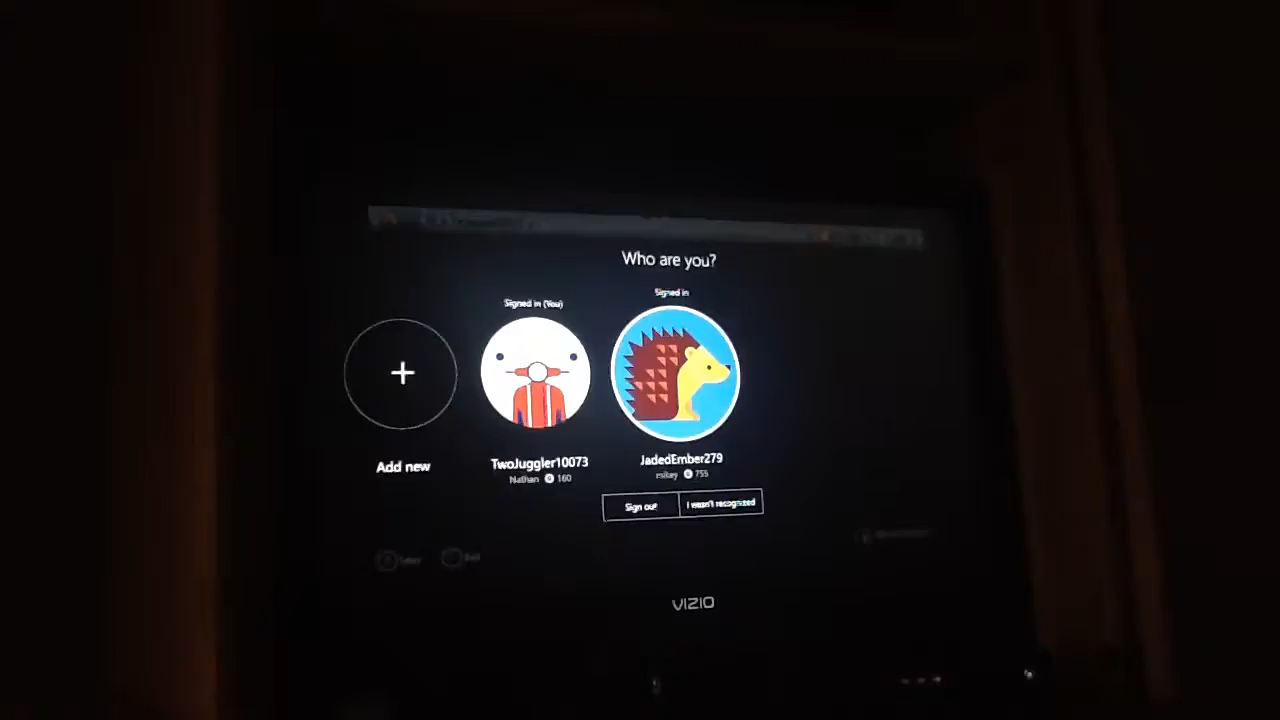 Who are you?
Signed in (You)
Signed in
Add new
TwoJuggler10073
Nathan G 160
JadedEmber279
755
Sign out
I wasn't recognized
VIZIO